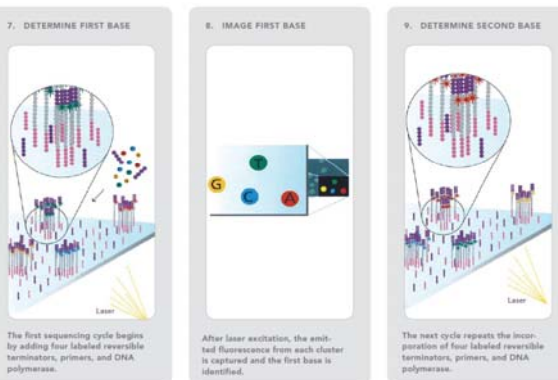 7. DETERMINE FIRST BASE
Laser
The first sequencing cycle begins
by adding four labeled reversible
terminators, primers, and DNA
polymerase.
8. IMAGE FIRST BASE
T
G
C
A
After laser excitation, the emit-
ted fluorescence from each cluster
is captured and the first base is
identified.
9. DETERMINE SECOND BASE
Laser
The next cycle repeats the incor-
poration of four labeled reversible
terminators, primers, and DNA
polymerase.